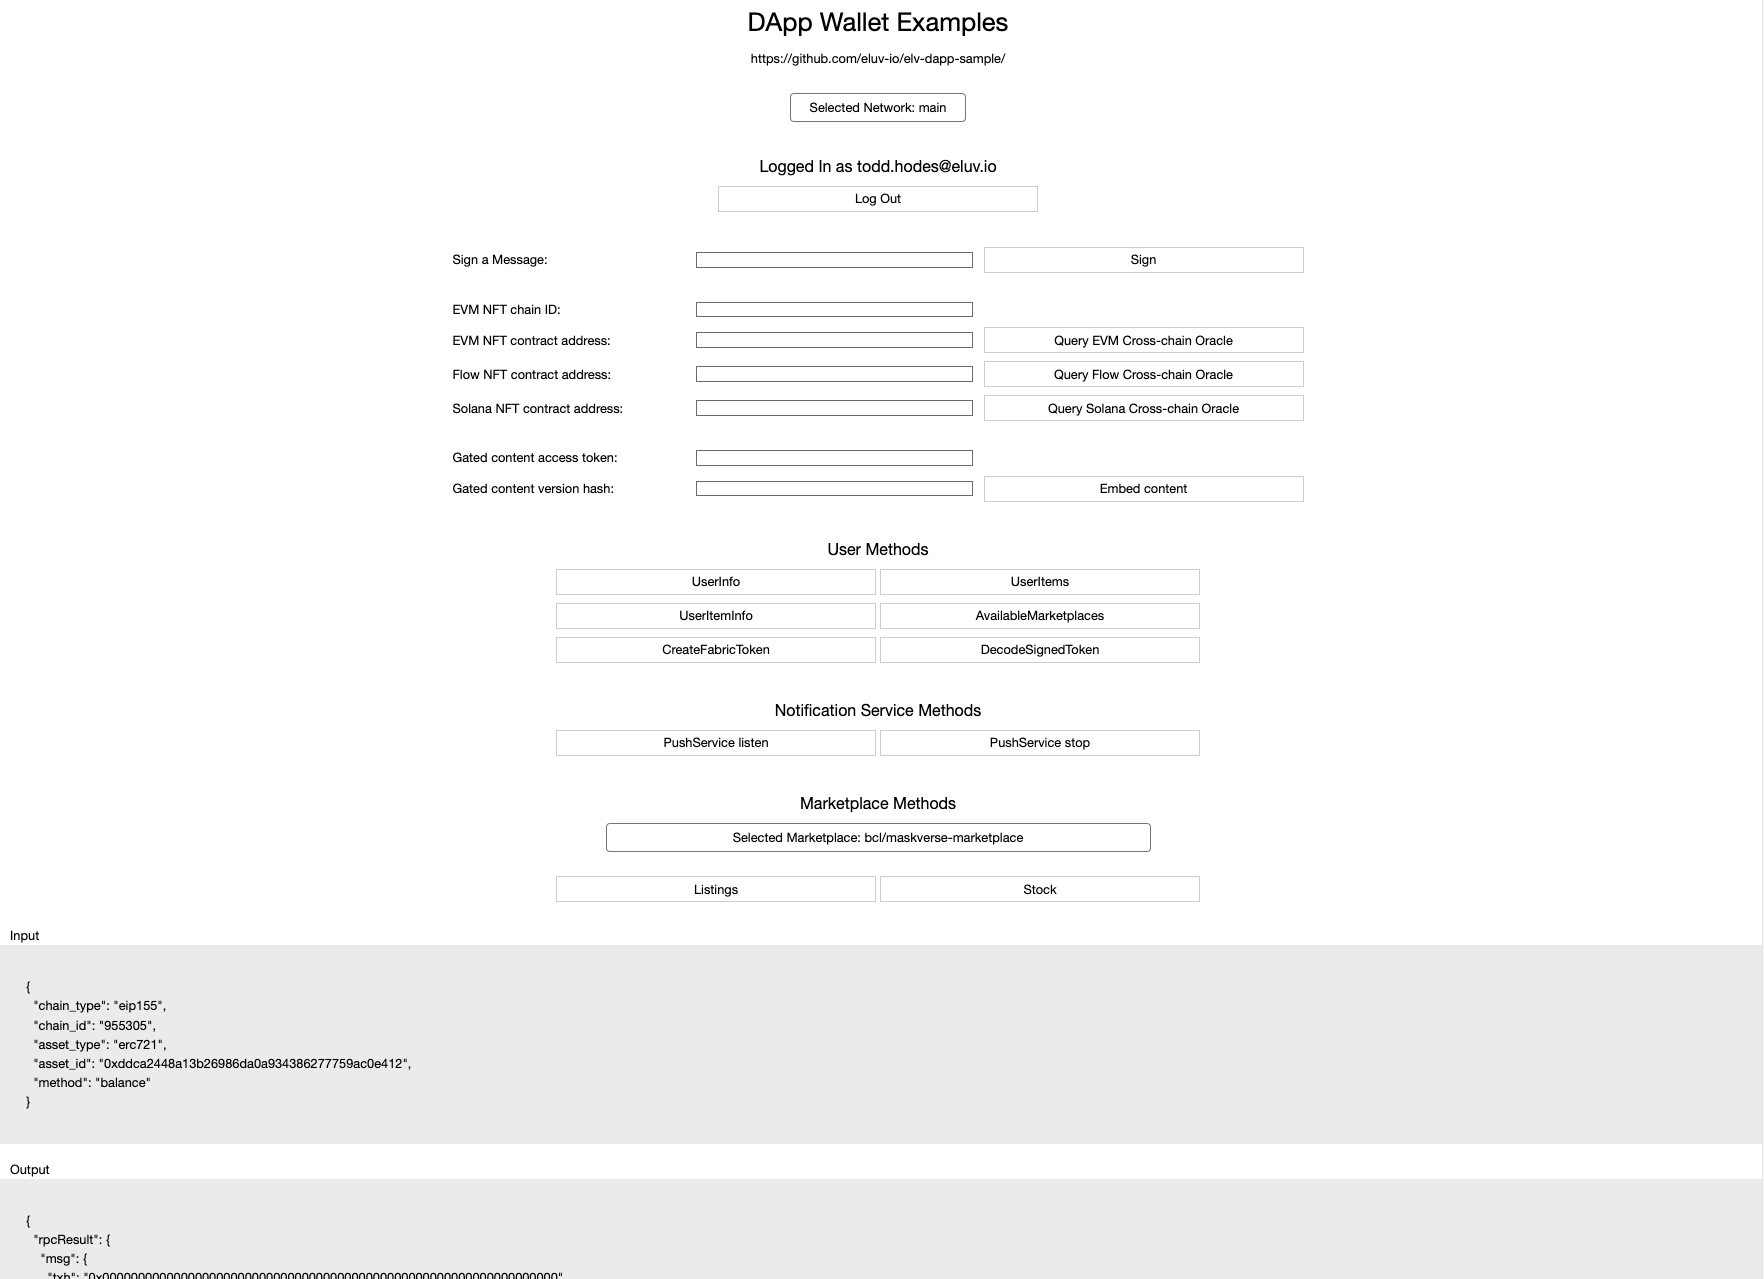 DApp Wallet Examples
https://github.com/eluv-io/elv-dapp-sample/
Selected Network: main
Logged In as todd.hodes@eluv.io
Log Out
Sign a Message:
Sign
EVM NFT chain ID:
EVM NFT contract address:
Query EVM Cross-chain Oracle
Flow NFT contract address:
Query Flow Cross-chain Oracle
Solana NFT contract address:
Query Solana Cross-chain Oracle
Gated content access token:
Gated content version hash:
Embed content
User Methods
UserInfo
UserItems
UserItemInfo
AvailableMarketplaces
CreateFabricToken
DecodeSignedToken
Notification Service Methods
PushService listen
PushService stop
Marketplace Methods
Selected Marketplace: bcl/maskverse-marketplace
Listings
Stock
Input
{
"chain_type": "eip155",
"chain_id": "955305",
"asset_type": "erc721",
"asset_id": "0xddca2448a13b26986da0a934386277759ac0e412",
"method": "balance"
}
Output
{
"rpcResult": {
"msg": {
"txh": "0x0000000000000000000000000000000000000000000000000000000000000000"